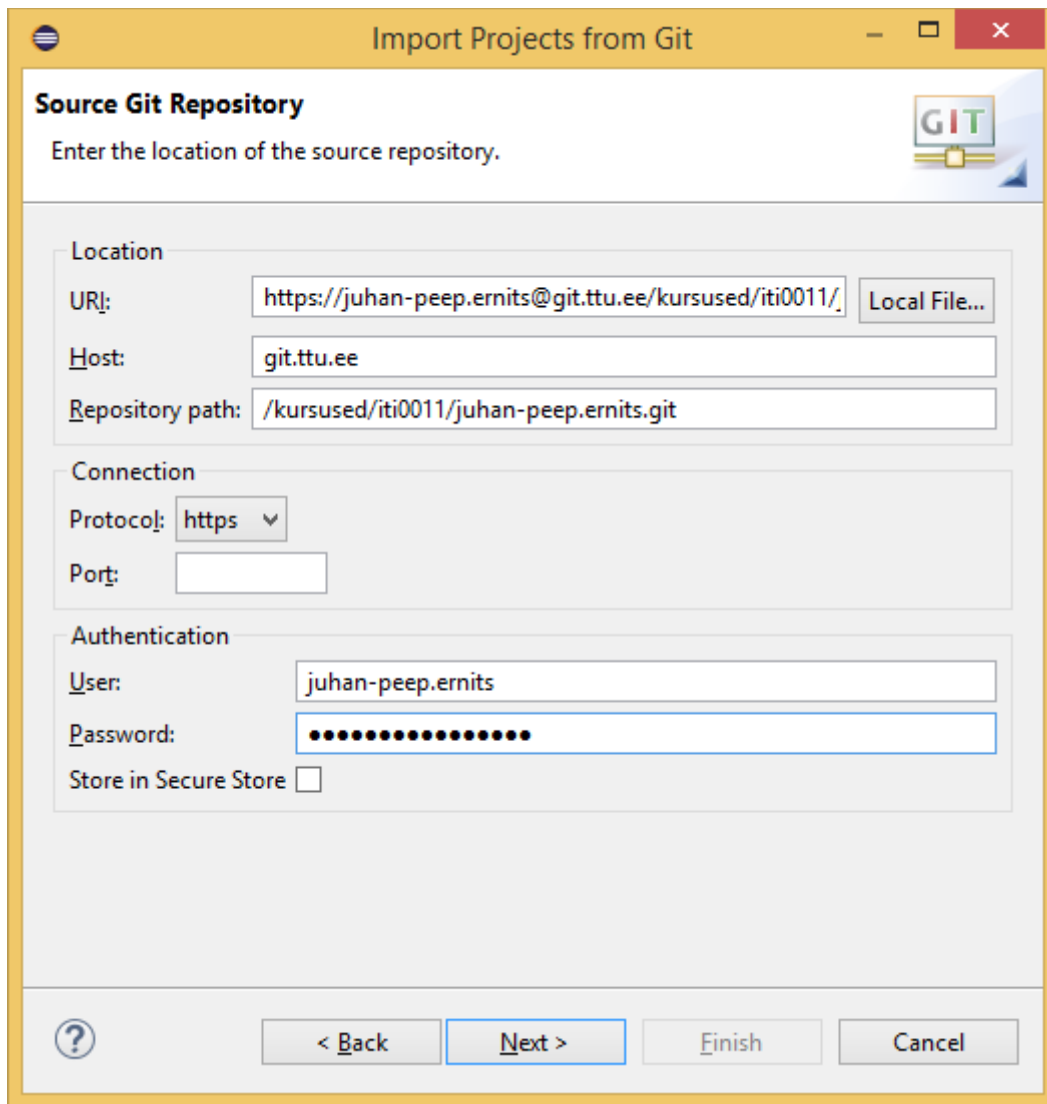 Import Projects from Git
Source Git Repository
Enter the location of the source repository.
GIT
Location
URI: https://juhan-peep.ernits@git.ttu.ee/kursused/iti0011/j Local File...
Host: git.ttu.ee
Repository path: /kursused/iti0011/juhan-peep.ernits.git
Connection
Protocol: https
Port:
Authentication
User: juhan-peep.ernits
Password: ●●●●●●●●●●●●●●●●
Store in Secure Store
? < Back Next > Finish Cancel